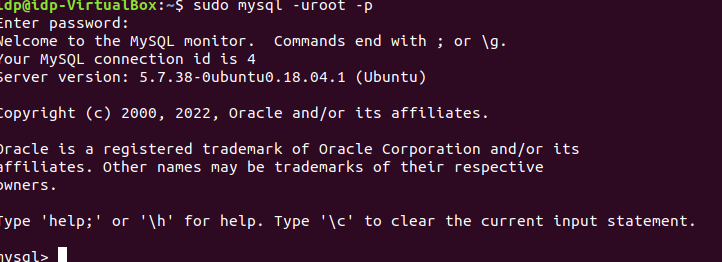 idp@idp-VirtualBox:~$ sudo mysql -uroot -p
Enter password:
Welcome to the MySQL monitor.  Commands end with ; or \g.
Your MySQL connection id is 4
Server version: 5.7.38-0ubuntu0.18.04.1 (Ubuntu)

Copyright (c) 2000, 2022, Oracle and/or its affiliates.

Oracle is a registered trademark of Oracle Corporation and/or its
affiliates. Other names may be trademarks of their respective
owners.

Type 'help;' or '\h' for help. Type '\c' to clear the current input statement.

mysql>